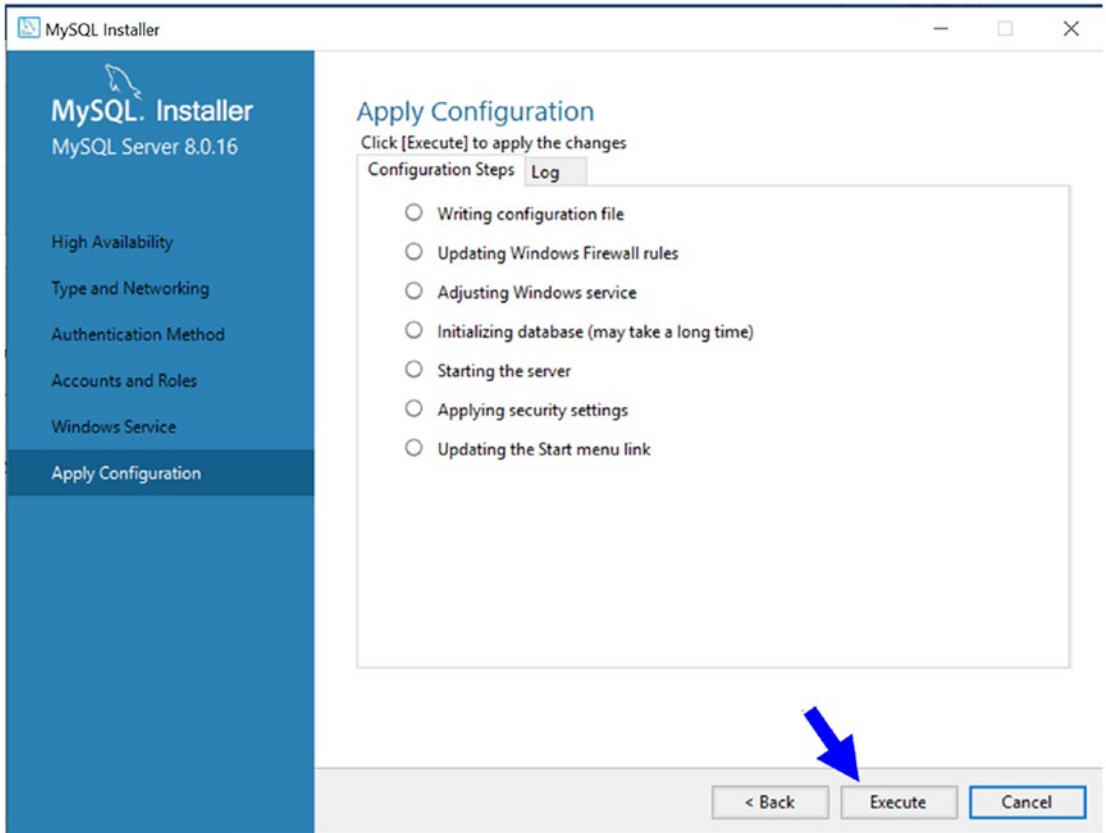 MySQL Installer
MySQL. Installer
MySQL Server 8.0.16
High Availability
Type and Networking
Authentication Method
Accounts and Roles
Windows Service
Apply Configuration
Apply Configuration
Click [Execute] to apply the changes
Configuration Steps Log
Writing configuration file
Updating Windows Firewall rules
Adjusting Windows service
Initializing database (may take a long time)
Starting the server
Applying security settings
Updating the Start menu link
< Back Execute Cancel